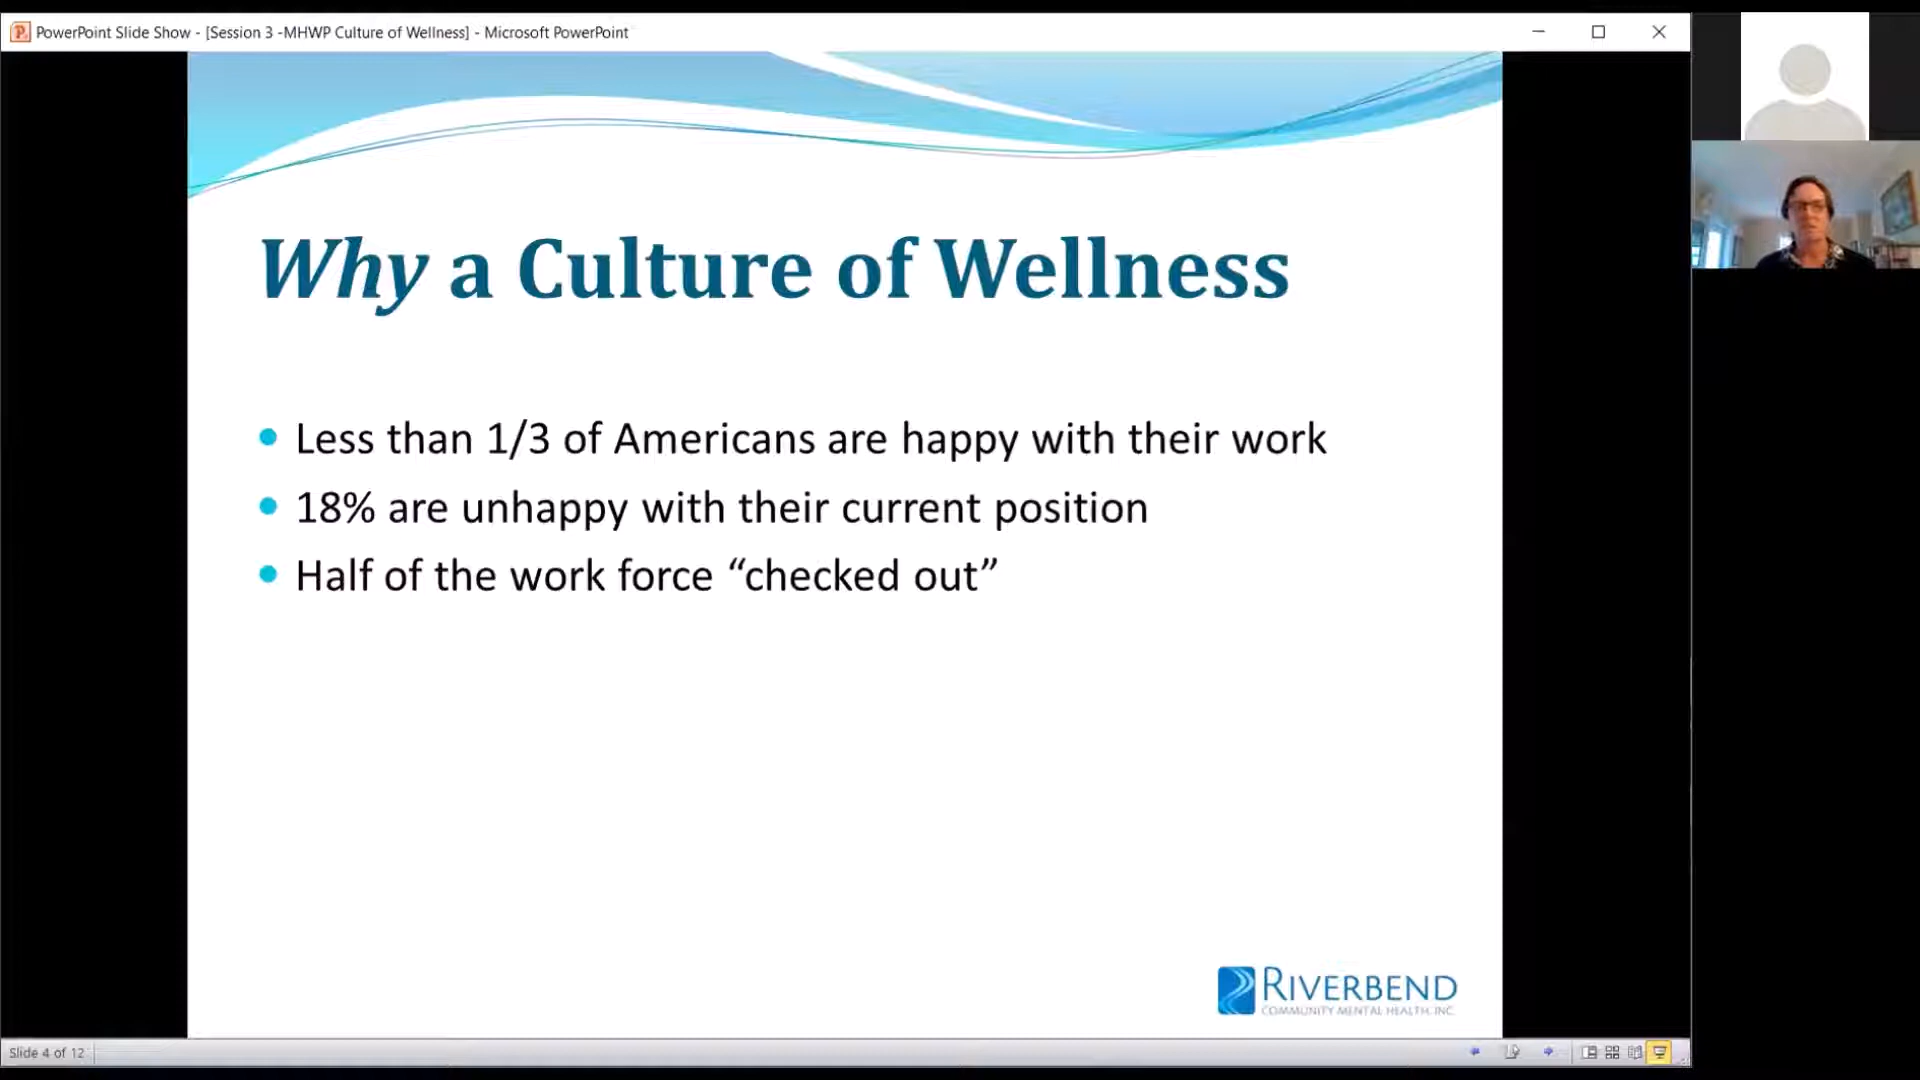 PowerPoint Slide Show - [Session 3 -MHWP Culture of Wellness] - Microsoft PowerPoint
Why a Culture of Wellness
Less than 1/3 of Americans are happy with their work
18% are unhappy with their current position
Half of the work force “checked out”
RIVERBEND
COMMUNITY MENTAL HEALTH, INC.
Slide 4 of 12